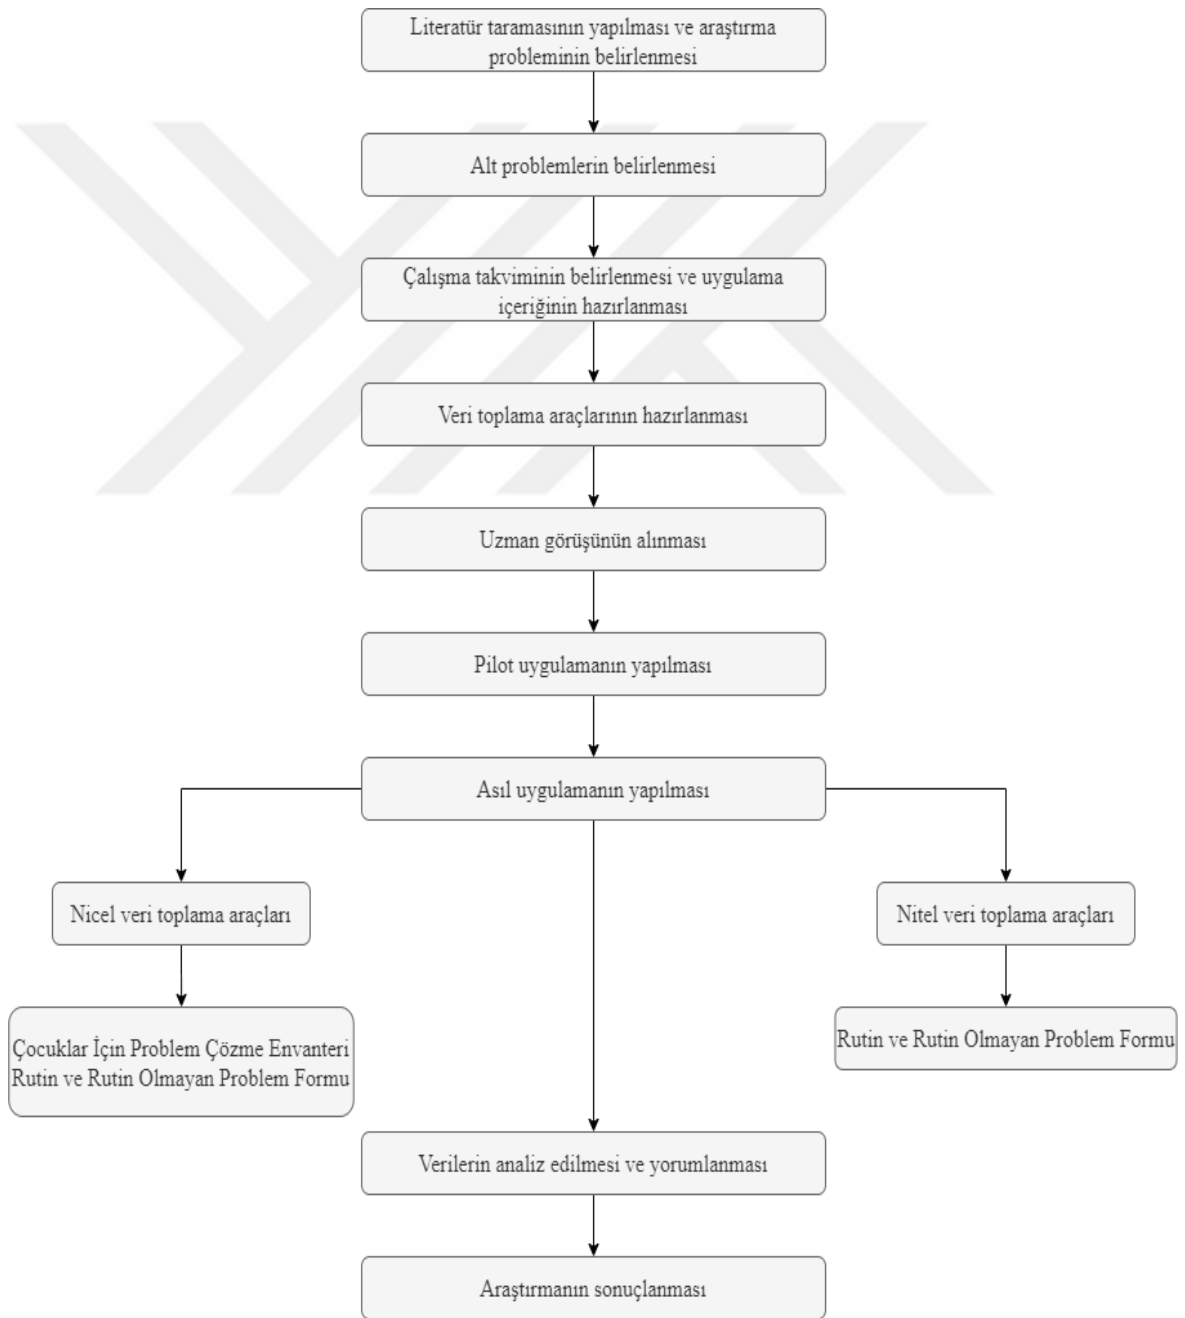 Literatür taramasının yapılması ve araştırma
probleminin belirlenmesi
Alt problemlerin belirlenmesi
Çalışma takviminin belirlenmesi ve uygulama
içeriğinin hazırlanması
Veri toplama araçlarının hazırlanması
Uzman görüşünün alınması
Pilot uygulamanın yapılması
Asıl uygulamanın yapılması
Nicel veri toplama araçları
Nitel veri toplama araçları
Çocuklar İçin Problem Çözme Envanteri
Rutin ve Rutin Olmayan Problem Formu
Rutin ve Rutin Olmayan Problem Formu
Verilerin analiz edilmesi ve yorumlanması
Araştırmanın sonuçlanması